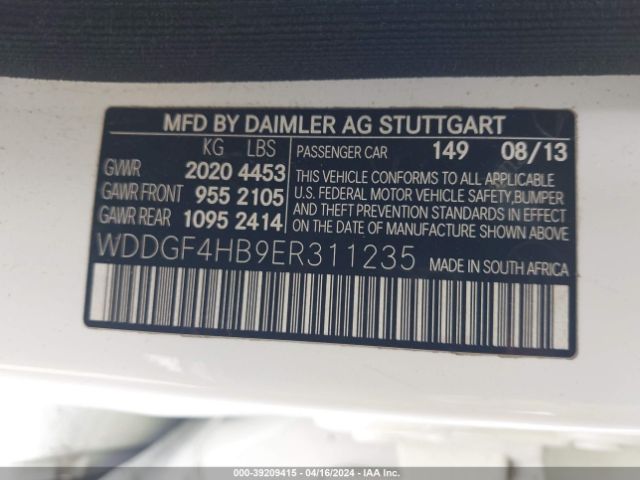 MFD BY DAIMLER AG STUTTGART
KG LBS
PASSENGER CAR 149 08/13
GVWR 2020 4453
GAWR FRONT 955 2105
GAWR REAR 1095 2414
THIS VEHICLE CONFORMS TO ALL APPLICABLE
U.S. FEDERAL MOTOR VEHICLE SAFETY,BUMPER
AND THEFT PREVENTION STANDARDS IN EFFECT
ON THE DATE OF MANUFACTURE SHOWN ABOVE.
WDDGF4HB9ER311235 MADE IN SOUTH AFRICA
000-39209415 - 04/16/2024 - IAA Inc.